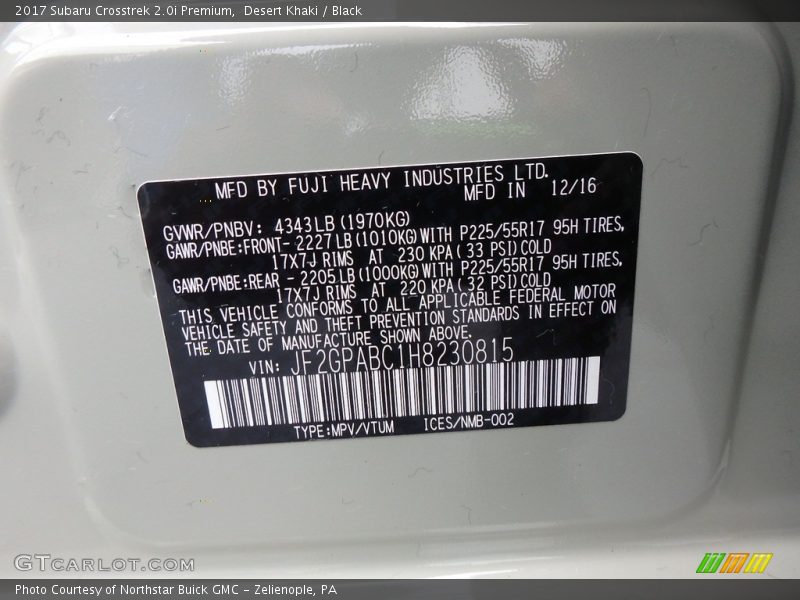 2017 Subaru Crosstrek 2.0i Premium,  Desert Khaki / Black
MFD BY FUJI HEAVY INDUSTRIES LTD.
MFD IN 12/16
GVWR/PNBV: 4343LB(1970KG)
GAWR/PNBE:FRONT- 2227LB(1010KG)WITH P225/55R17 95H TIRES,
17X7J RIMS AT 230 KPA(33 PSI)COLD
GAWR/PNBE:REAR - 2205LB(1000KG)WITH P225/55R17 95H TIRES,
17X7J RIMS AT 220 KPA(32 PSI)COLD
THIS VEHICLE CONFORMS TO ALL APPLICABLE FEDERAL MOTOR
VEHICLE SAFETY AND THEFT PREVENTION STANDARDS IN EFFECT ON
THE DATE OF MANUFACTURE SHOWN ABOVE.
VIN: JF2GPABC1H8230815
TYPE:MPV/VTUM ICES/NMB-002
GTCARLOT.COM
Photo Courtesy of Northstar Buick GMC - Zelienople, PA